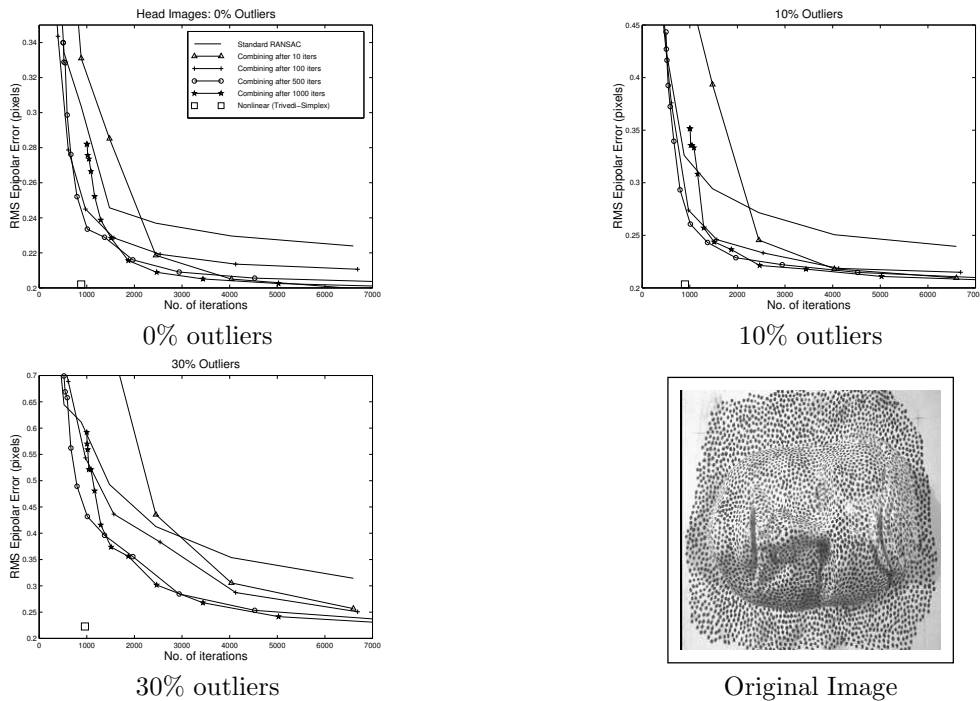 Head Images: 0% Outliers
0.34
0.32
0.3
0.28
0.26
0.24
0.22
0.2
RMS Epipolar Error (pixels)
Standard RANSAC
Combining after 10 iters
Combining after 100 iters
Combining after 500 iters
Combining after 1000 iters
Nonlinear (Trivedi−Simplex)
0 1000 2000 3000 4000 5000 6000 7000
No. of iterations
0% outliers
10% Outliers
0.45
0.4
0.35
0.3
0.25
0.2
RMS Epipolar Error (pixels)
0 1000 2000 3000 4000 5000 6000 7000
No. of iterations
10% outliers
30% Outliers
0.7
0.65
0.6
0.55
0.5
0.45
0.4
0.35
0.3
0.25
0.2
RMS Epipolar Error (pixels)
0 1000 2000 3000 4000 5000 6000 7000
No. of iterations
30% outliers
Original Image